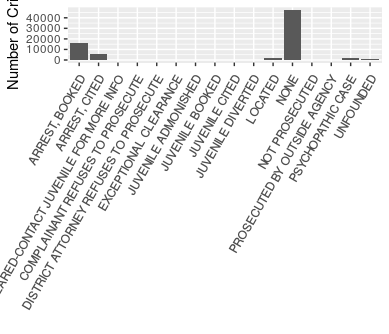 Number of Cri
40000
30000
20000
10000
0
ARREST, BOOKED
ARREST, CITED
ARED-CONTACT JUVENILE FOR MORE INFO
COMPLAINANT REFUSES TO PROSECUTE
DISTRICT ATTORNEY REFUSES TO PROSECUTE
EXCEPTIONAL CLEARANCE
JUVENILE ADMONISHED
JUVENILE BOOKED
JUVENILE CITED
JUVENILE DIVERTED
LOCATED
NONE
NOT PROSECUTED
PROSECUTED BY OUTSIDE AGENCY
PSYCHOPATHIC CASE
UNFOUNDED